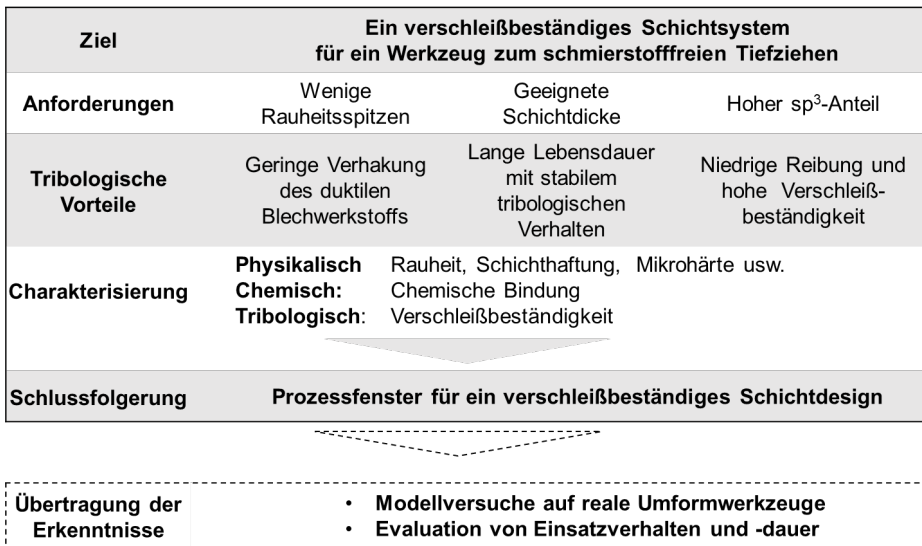 Ziel
Ein verschleißbeständiges Schichtsystem
für ein Werkzeug zum schmierstofffreien Tiefziehen
Anforderungen
Wenige
Rauheitsspitzen
Geeignete
Schichtdicke
Hoher sp³-Anteil
Tribologische
Vorteile
Geringe Verhakung
des duktilen
Blechwerkstoffs
Lange Lebensdauer
mit stabilem
tribologischen
Verhalten
Niedrige Reibung und
hohe Verschleiß-
beständigkeit
Charakterisierung
Physikalisch Rauheit, Schichthaftung, Mikrohärte usw.
Chemisch: Chemische Bindung
Tribologisch: Verschleißbeständigkeit
Schlussfolgerung
Prozessfenster für ein verschleißbeständiges Schichtdesign
Übertragung der
Erkenntnisse
• Modellversuche auf reale Umformwerkzeuge
• Evaluation von Einsatzverhalten und -dauer